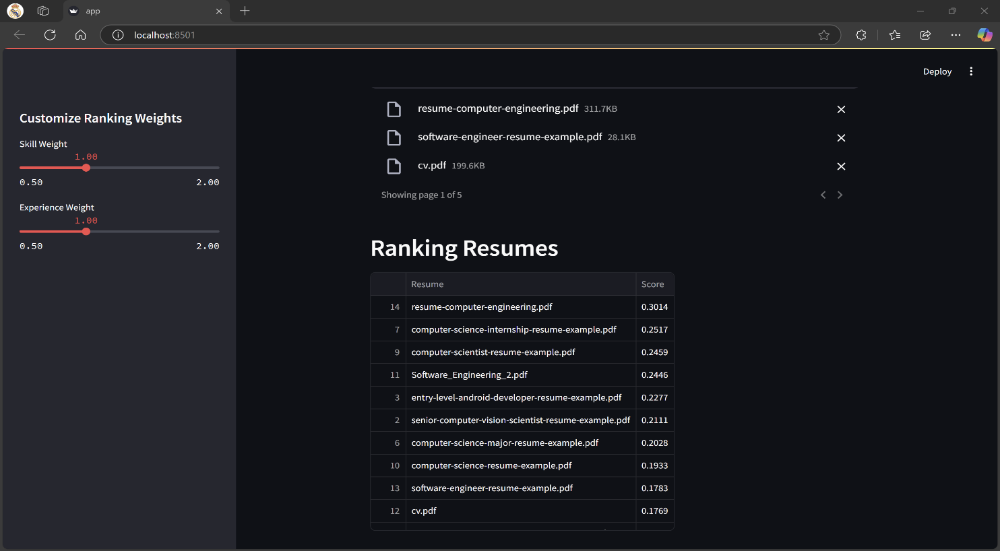 app
localhost:8501
Deploy
Customize Ranking Weights
Skill Weight
1.00
0.50 2.00
Experience Weight
1.00
0.50 2.00
resume-computer-engineering.pdf 311.7KB
software-engineer-resume-example.pdf 28.1KB
cv.pdf 199.6KB
Showing page 1 of 5
Ranking Resumes
Resume Score
14 resume-computer-engineering.pdf 0.3014
7 computer-science-internship-resume-example.pdf 0.2517
9 computer-scientist-resume-example.pdf 0.2459
11 Software_Engineering_2.pdf 0.2446
3 entry-level-android-developer-resume-example.pdf 0.2277
2 senior-computer-vision-scientist-resume-example.pdf 0.2111
6 computer-science-major-resume-example.pdf 0.2028
10 computer-science-resume-example.pdf 0.1933
13 software-engineer-resume-example.pdf 0.1783
12 cv.pdf 0.1769